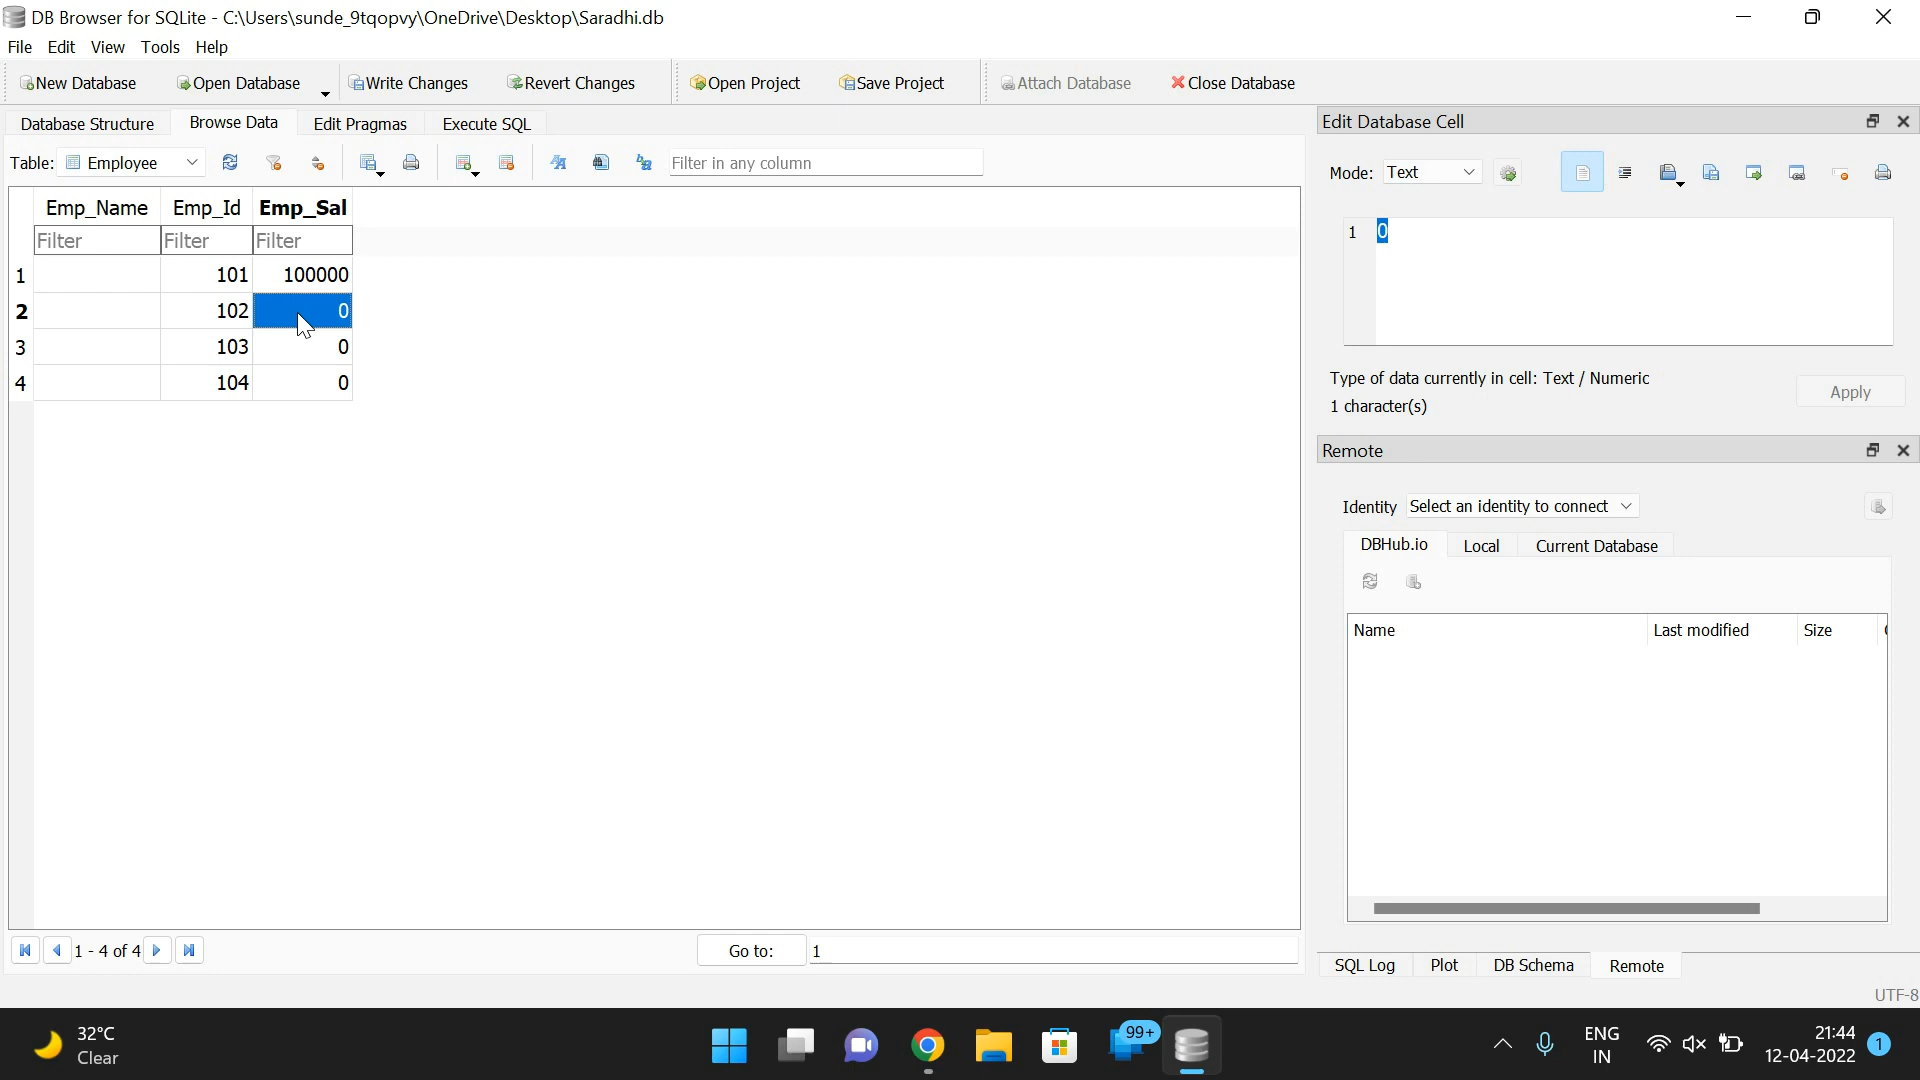 DB Browser for SQLite - C:\Users\sunde_9tqopvy\OneDrive\Desktop\Saradhi.db
File Edit View Tools Help
New Database Open Database Write Changes Revert Changes Open Project Save Project Attach Database Close Database
Database Structure Browse Data Edit Pragmas Execute SQL
Table: Employee Filter in any column
Emp_Name Emp_Id Emp_Sal
Filter Filter Filter
1 101 100000
2 102 0
3 103 0
4 104 0
1 - 4 of 4 Go to: 1
Edit Database Cell
Mode: Text
1 0
Type of data currently in cell: Text / Numeric
1 character(s)
Apply
Remote
Identity Select an identity to connect
DBHub.io Local Current Database
Name Last modified Size
SQL Log Plot DB Schema Remote
UTF-8
32°C
Clear
99+
ENG
IN
21:44
12-04-2022
1